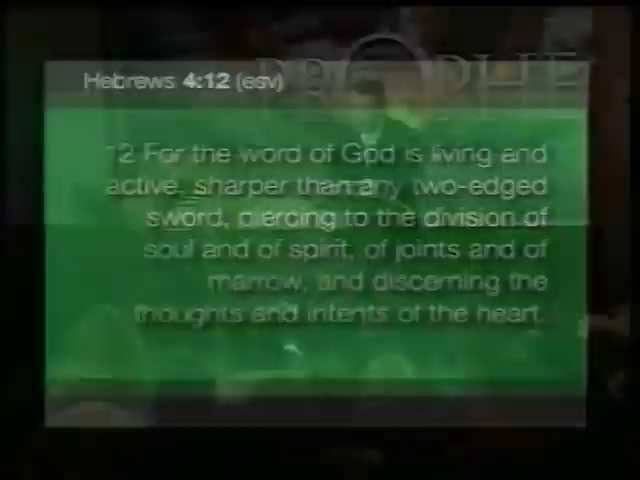 PROPHE
Hebrews 4:12 (esv)
12 For the word of God is living and
active, sharper than any two-edged
sword, piercing to the division of
soul and of spirit, of joints and of
marrow, and discerning the
thoughts and intents of the heart.